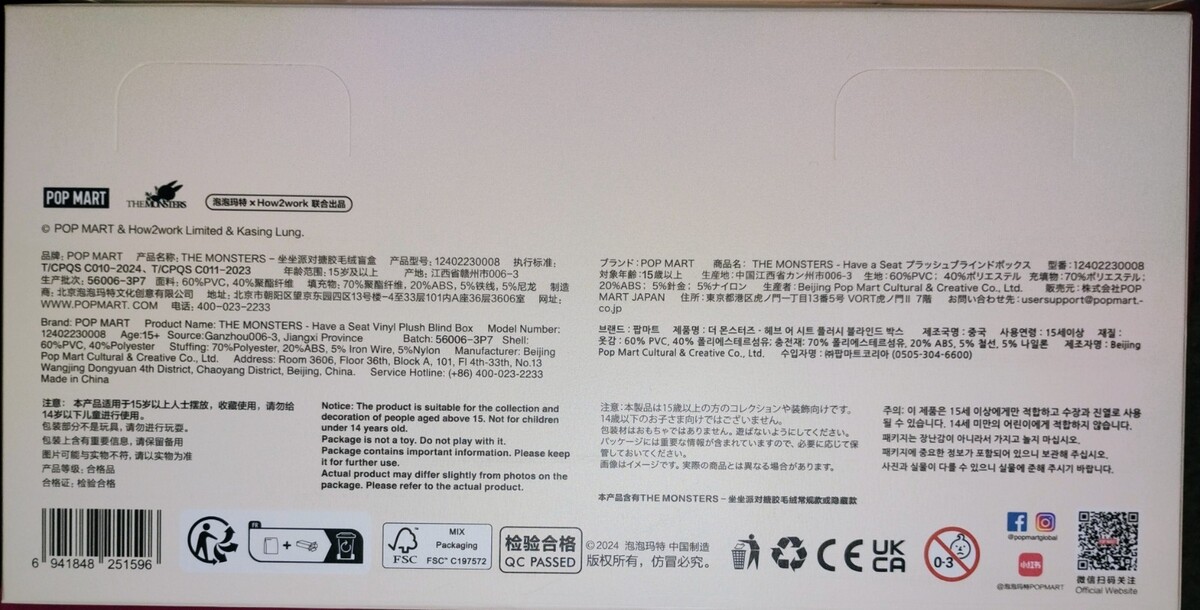 POP MART
THE MONSTERS
泡泡玛特 × How2work 联合出品
© POP MART & How2work Limited & Kasing Lung.
品牌: POP MART 产品名称: THE MONSTERS – 坐坐派对搪胶毛绒盲盒 产品型号: 12402230008 执行标准:
T/CPQS C010-2024、T/CPQS C011-2023 年龄范围: 15岁及以上 产地: 江西省赣州市006-3
生产批次: 56006-3P7 面料: 60%PVC, 40%聚酯纤维 填充物: 70%聚酯纤维, 20%ABS, 5%铁线, 5%尼龙 制造
商: 北京泡泡玛特文化创意有限公司 地址: 北京市朝阳区望京东园四区13号楼-4至33层101内A座36层3606室 网址:
WWW.POPMART. COM 电话: 400-023-2233
Brand: POP MART Product Name: THE MONSTERS - Have a Seat Vinyl Plush Blind Box Model Number:
12402230008 Age:15+ Source:Ganzhou006-3, Jiangxi Province Batch: 56006-3P7 Shell:
60%PVC, 40%Polyester Stuffing: 70%Polyester, 20%ABS, 5% Iron Wire, 5%Nylon Manufacturer: Beijing
Pop Mart Cultural & Creative Co., Ltd. Address: Room 3606, Floor 36th, Block A, 101, Fl 4th-33th, No.13
Wangjing Dongyuan 4th District, Chaoyang District, Beijing, China. Service Hotline: (+86) 400-023-2233
Made in China
ブランド: POP MART 商品名: THE MONSTERS - Have a Seat プラッシュブラインドボックス 型番: 12402230008
対象年齢: 15歳以上 生産地: 中国江西省カン州市006-3 生地: 60%PVC; 40%ポリエステル 充填物: 70%ポリエステル;
20%ABS; 5%針金; 5%ナイロン 生産者: Beijing Pop Mart Cultural & Creative Co., Ltd. 販売元: 株式会社POP
MART JAPAN 住所: 東京都港区虎ノ門一丁目13番5号 VORT虎ノ門Ⅱ 7階 お問い合わせ先: usersupport@popmart.-
co.jp
브랜드 : 팝마트 제품명 : 더 몬스터즈 - 헤브 어 시트 플러시 블라인드 박스 제조국명 : 중국 사용연령 : 15세이상 재질 :
옷감 : 60% PVC, 40% 폴리에스테르섬유; 충전재: 70% 폴리에스테르섬유, 20% ABS, 5% 철선, 5% 나일론 제조자명 : Beijing
Pop Mart Cultural & Creative Co., Ltd. 수입자명 : ㈜팝마트코리아 (0505-304-6600)
注意: 本产品适用于15岁以上人士摆放, 收藏使用, 请勿给
14岁以下儿童进行使用。
包装部分不是玩具, 请勿进行玩耍。
包装上含有重要信息, 请保留备用
图片可能与实物不符, 请以实物为准
产品等级: 合格品
合格证: 检验合格
Notice: The product is suitable for the collection and
decoration of people aged above 15. Not for children
under 14 years old.
Package is not a toy. Do not play with it.
Package contains important information. Please keep
it for further use.
Actual product may differ slightly from photos on the
package. Please refer to the actual product.
注意:本製品は15歳以上の方のコレクションや装飾向けです。
14歳以下のお子さま向けではございません。
包装材はおもちゃではありません。遊ばないようにしてください。
パッケージには重要な情報が含まれていますので、必要に応じて保
管しておいてください。
画像はイメージです。実際の商品とは異なる場合があります。
주의: 이 제품은 15세 이상에게만 적합하고 수장과 진열로 사용
될 수 있습니다. 14세 미만의 어린이에게 적합하지 않습니다.
패키지는 장난감이 아니라서 가지고 놀지 마십시오.
패키지에 중요한 정보가 포함되어 있으니 보관해 주십시오.
사진과 실물이 다를 수 있으니 실물에 준해 주시기 바랍니다.
本产品含有THE MONSTERS – 坐坐派对搪胶毛绒常规款或隐藏款
6 941848 251596
FR
FSC
MIX
Packaging
FSC® C197572
检验合格
QC PASSED
© 2024 泡泡玛特 中国制造
版权所有, 仿冒必究。
CE
UK
CA
0-3
@popmartglobal
小红书
@泡泡玛特POPMART
微信扫码关注
Official Website